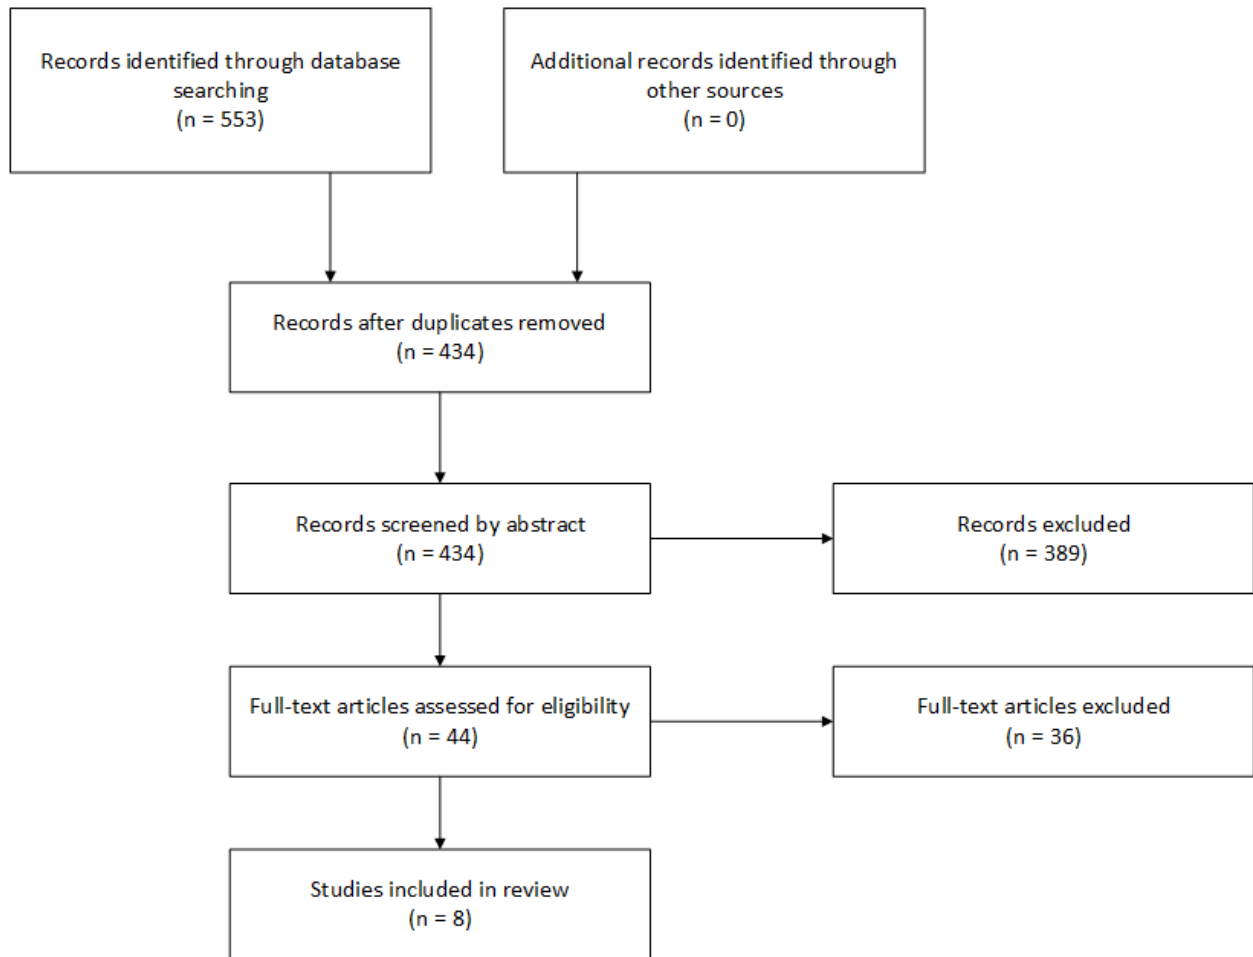 Records identified through database
searching
(n = 553)
Additional records identified through
other sources
(n = 0)
Records after duplicates removed
(n = 434)
Records screened by abstract
(n = 434)
Records excluded
(n = 389)
Full-text articles assessed for eligibility
(n = 44)
Full-text articles excluded
(n = 36)
Studies included in review
(n = 8)